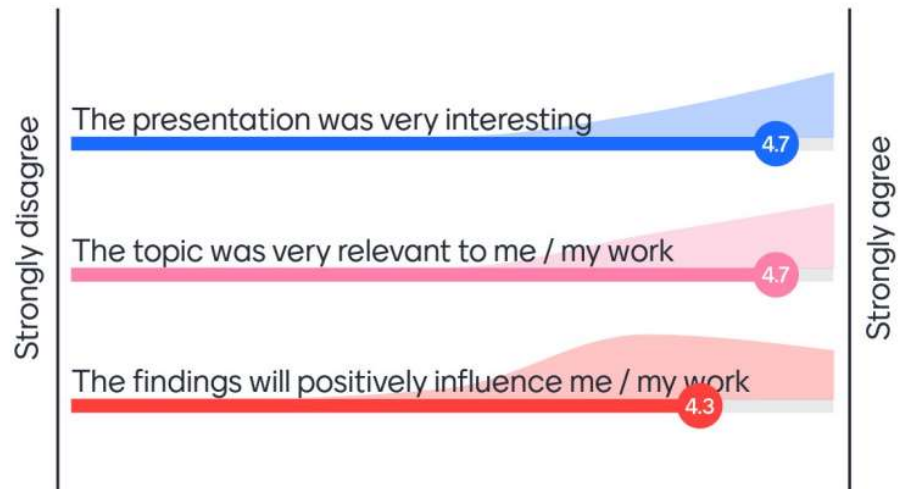 Strongly disagree
The presentation was very interesting
4.7
The topic was very relevant to me / my work
4.7
The findings will positively influence me / my work
4.3
Strongly agree